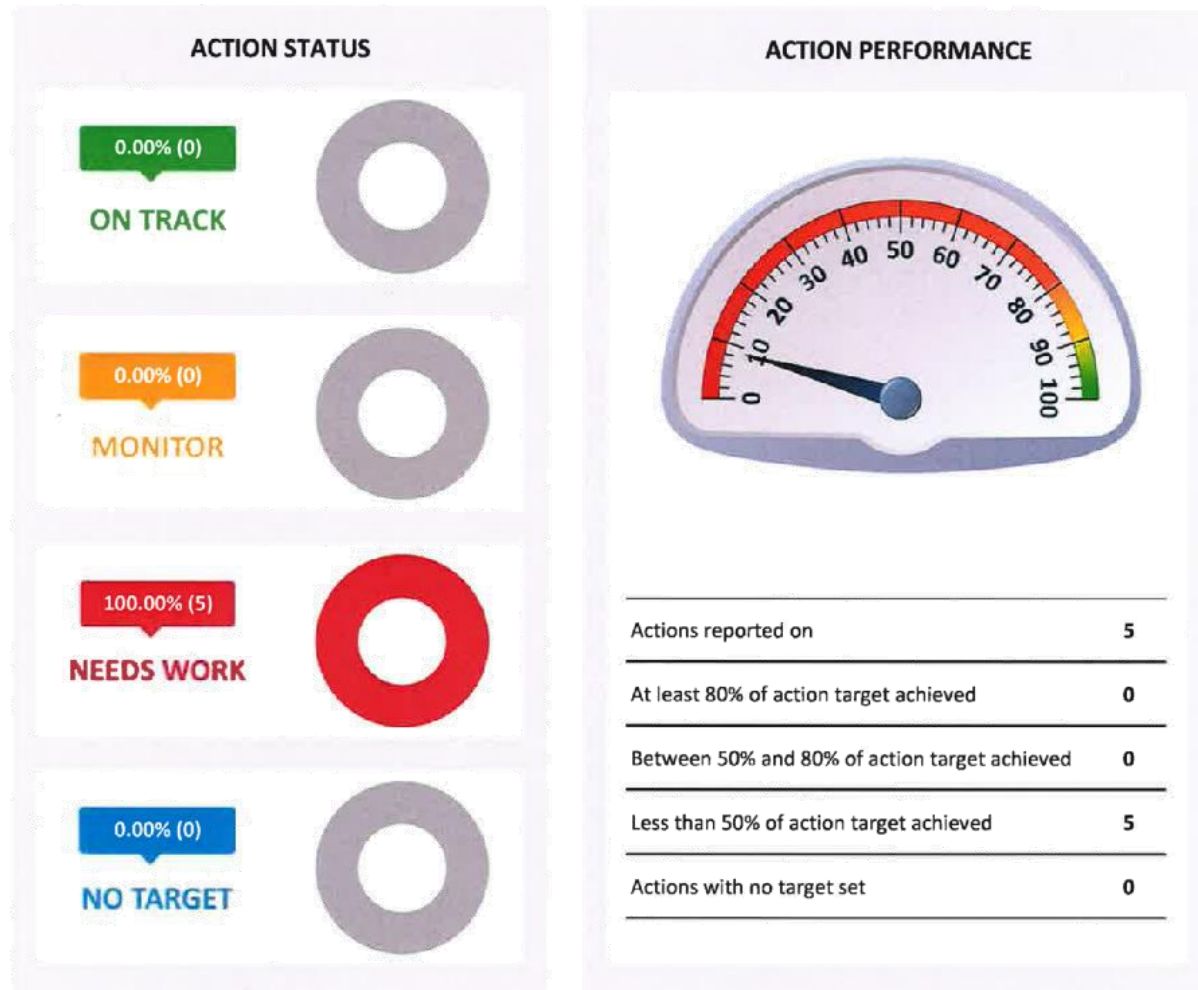 ACTION STATUS
0.00% (0)
ON TRACK
0.00% (0)
MONITOR
100.00% (5)
NEEDS WORK
0.00% (0)
NO TARGET
ACTION PERFORMANCE
0
10
20
30
40
50
60
70
80
90
100
Actions reported on 5
At least 80% of action target achieved 0
Between 50% and 80% of action target achieved 0
Less than 50% of action target achieved 5
Actions with no target set 0